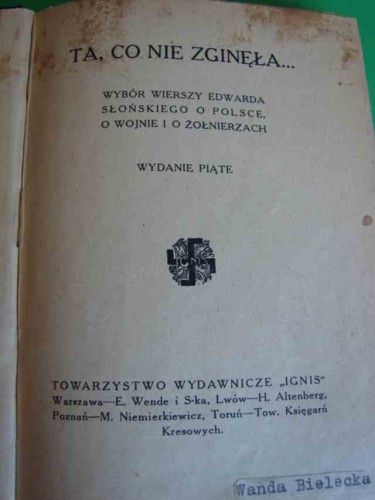 TA, CO NIE ZGINĘŁA...
WYBÓR WIERSZY EDWARDA
SŁOŃSKIEGO O POLSCE,
O WOJNIE I O ŻOŁNIERZACH
WYDANIE PIĄTE
IGNIS
TOWARZYSTWO WYDAWNICZE „IGNIS"
Warszawa—E. Wende i S-ka, Lwów—H. Altenberg,
Poznań—M. Niemierkiewicz, Toruń—Tow. Księgarń
Kresowych.
Wanda Bielecka